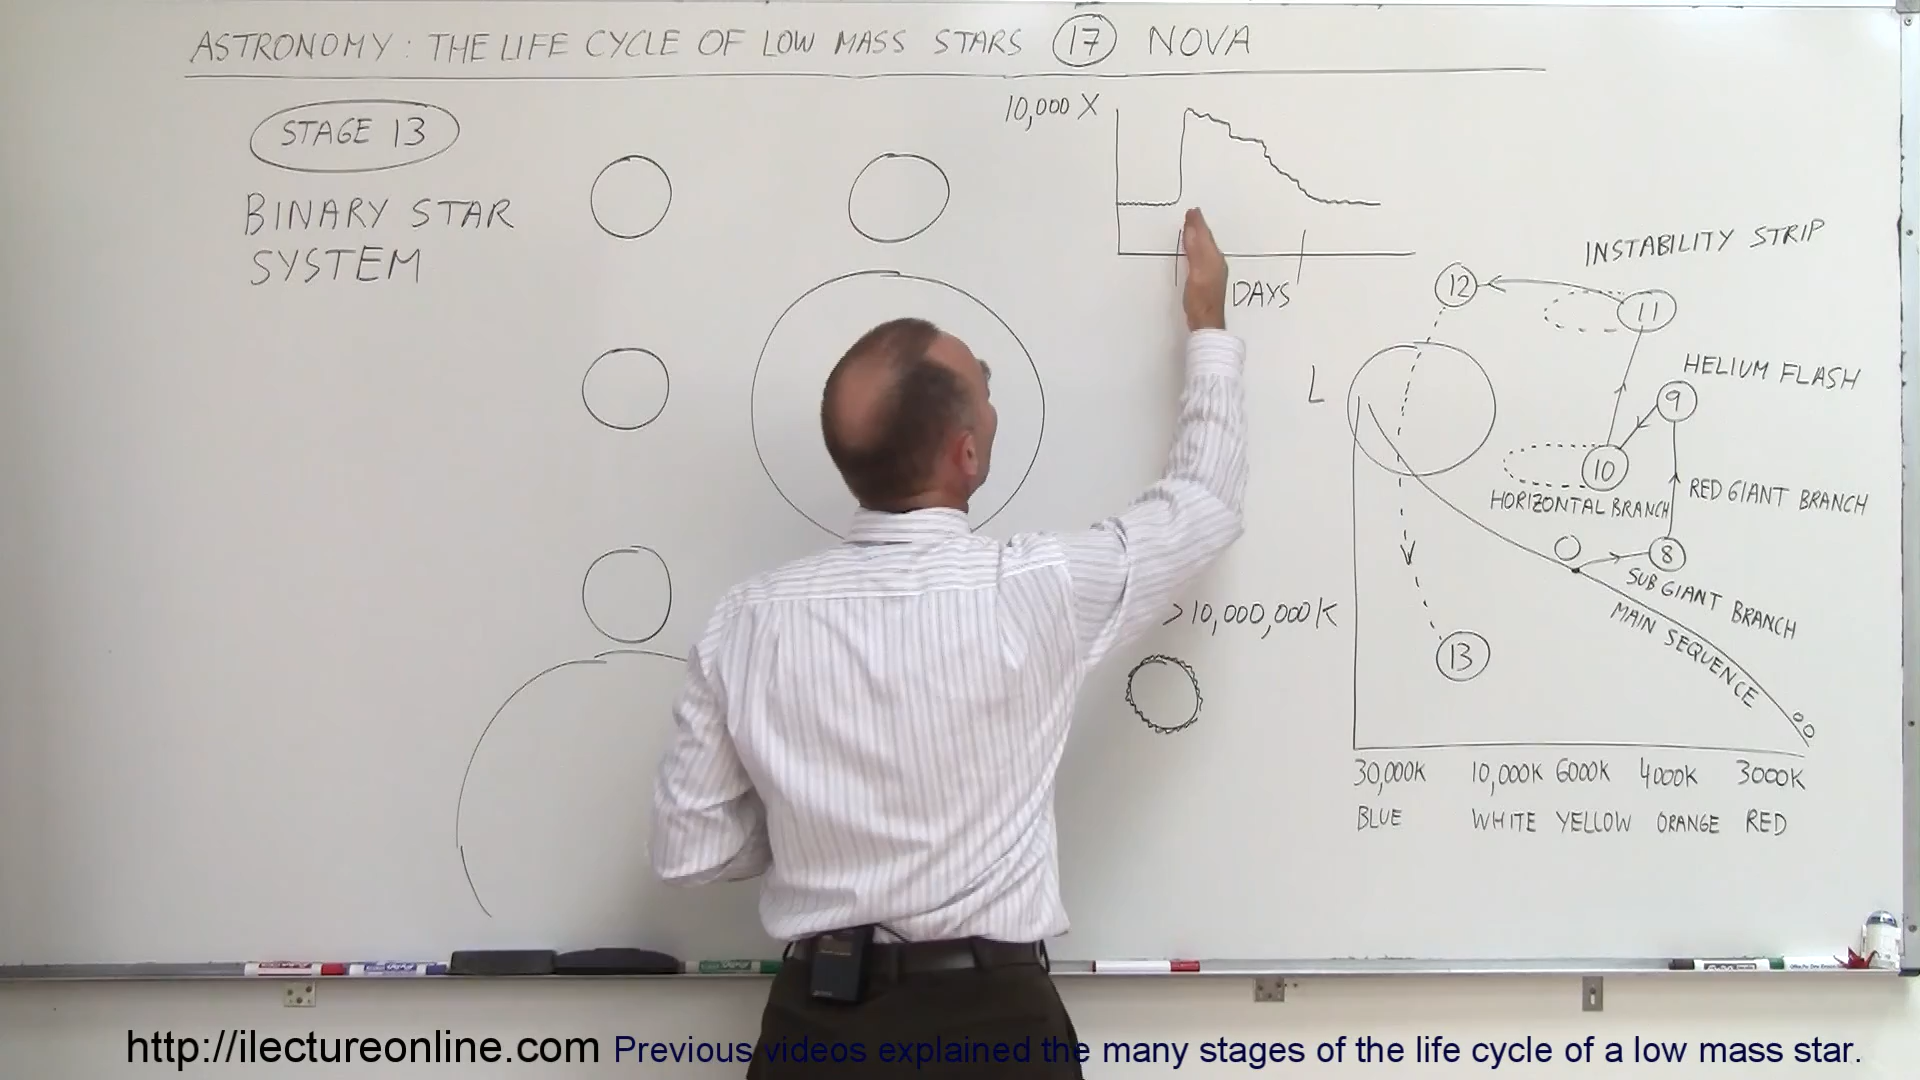 ASTRONOMY: THE LIFE CYCLE OF LOW MASS STARS 17 NOVA
STAGE 13
BINARY STAR
SYSTEM
10,000 X
DAYS
INSTABILITY STRIP
12
11
L
HELIUM FLASH
9
10
HORIZONTAL BRANCH
RED GIANT BRANCH
8
SUB GIANT BRANCH
MAIN SEQUENCE
13
>10,000,000K
30,000K 10,000K 6000K 4000K 3000K
BLUE WHITE YELLOW ORANGE RED
http://ilectureonline.com Previous videos explained the many stages of the life cycle of a low mass star.